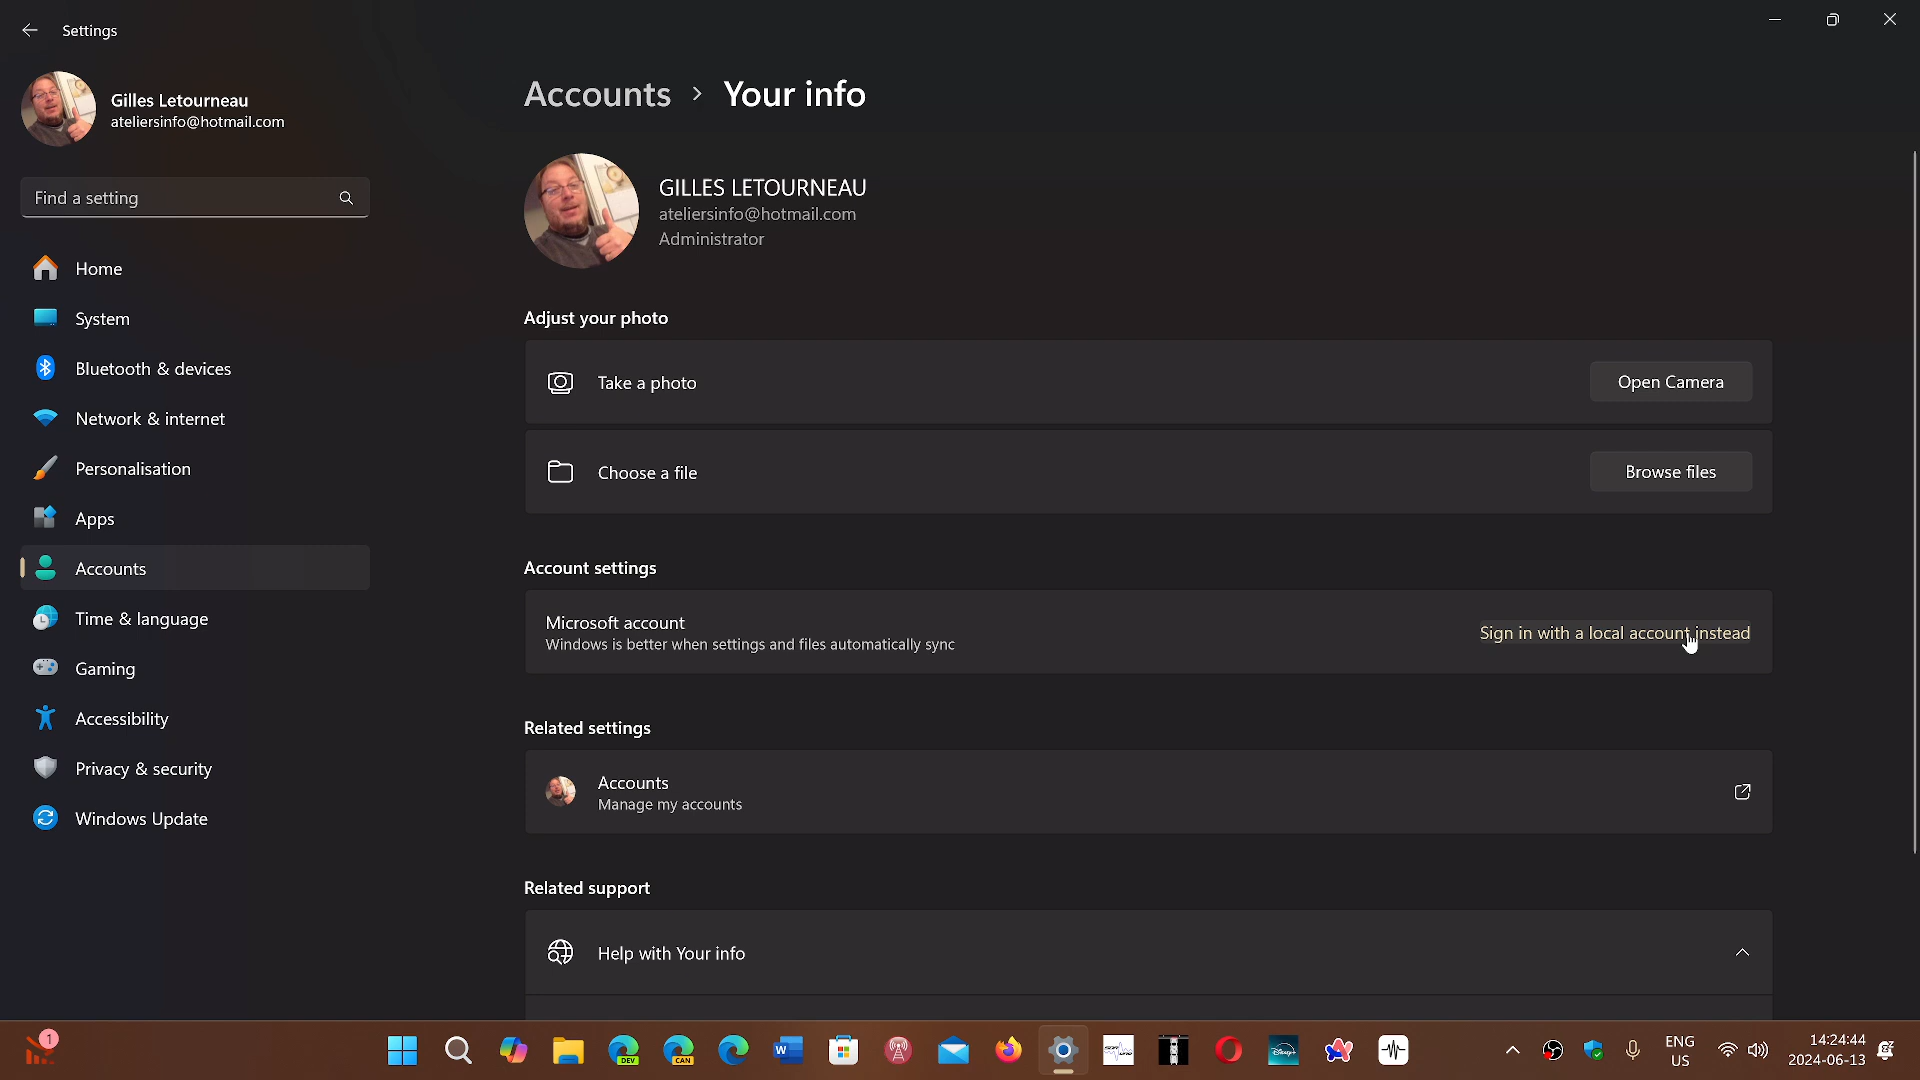 Settings
Gilles Letourneau
ateliersinfo@hotmail.com
Find a setting
Home
System
Bluetooth & devices
Network & internet
Personalisation
Apps
Accounts
Time & language
Gaming
Accessibility
Privacy & security
Windows Update
Accounts > Your info
GILLES LETOURNEAU
ateliersinfo@hotmail.com
Administrator
Adjust your photo
Take a photo
Open Camera
Choose a file
Browse files
Account settings
Microsoft account
Windows is better when settings and files automatically sync
Sign in with a local account instead
Related settings
Accounts
Manage my accounts
Related support
Help with Your info
1
DEV
CAN
W
Disney+
ENG
US
14:24:44
2024-06-13